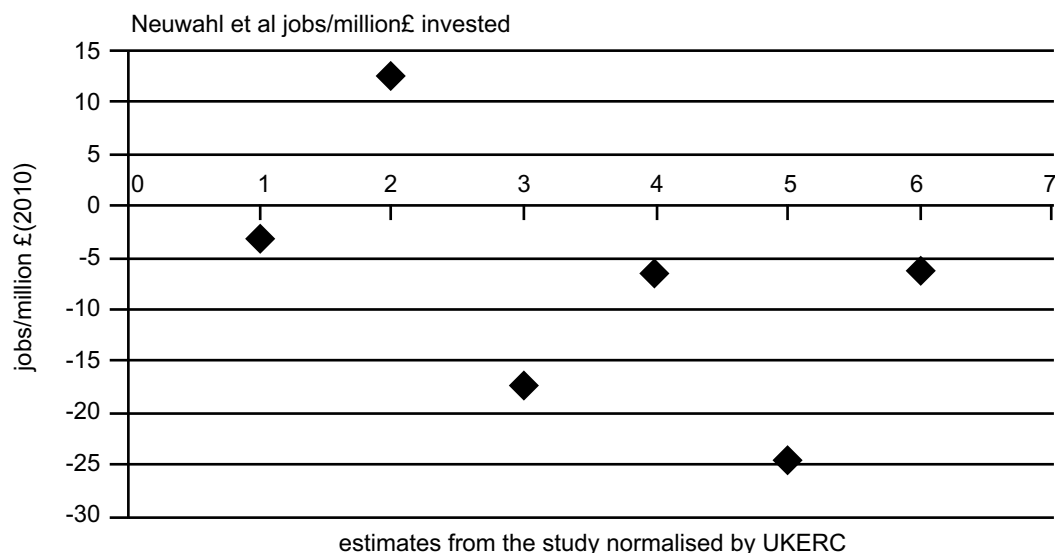 Neuwahl et al jobs/million£ invested
15
10
5
0 1 2 3 4 5 6 7
0
-5
-10
-15
-20
-25
-30
jobs/million £(2010)
estimates from the study normalised by UKERC